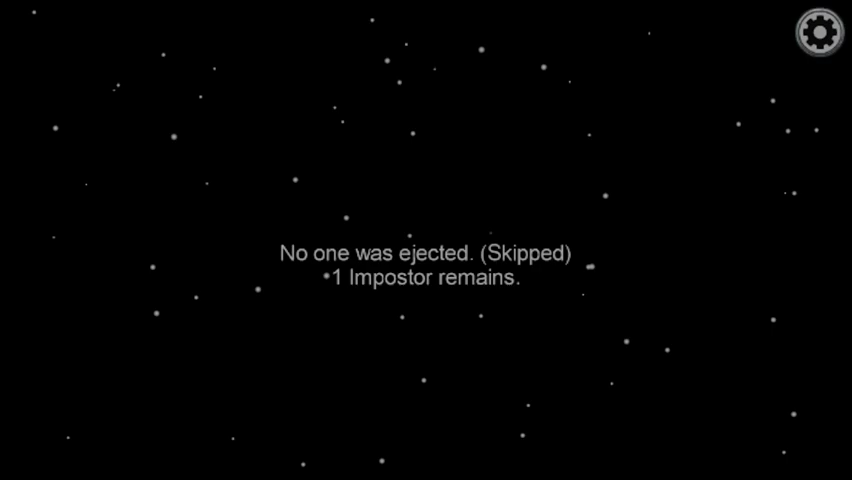 No one was ejected. (Skipped)
1 Impostor remains.